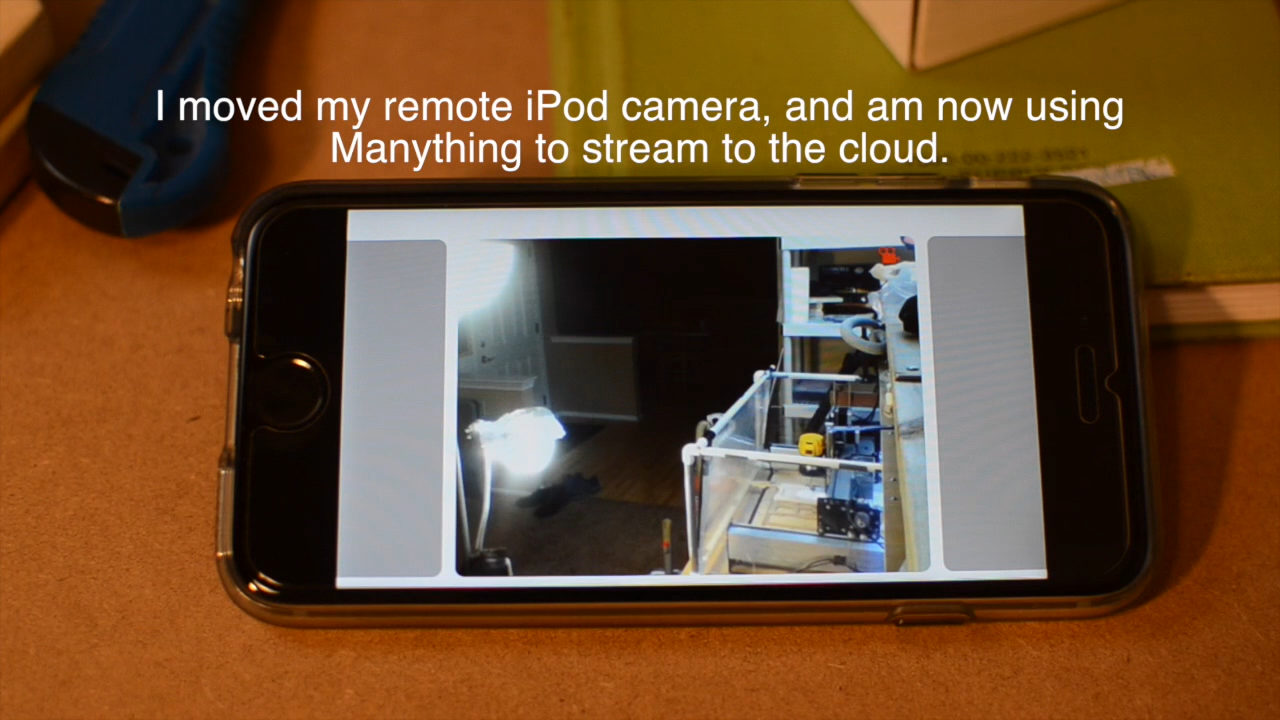 I moved my remote iPod camera, and am now using
Manything to stream to the cloud.